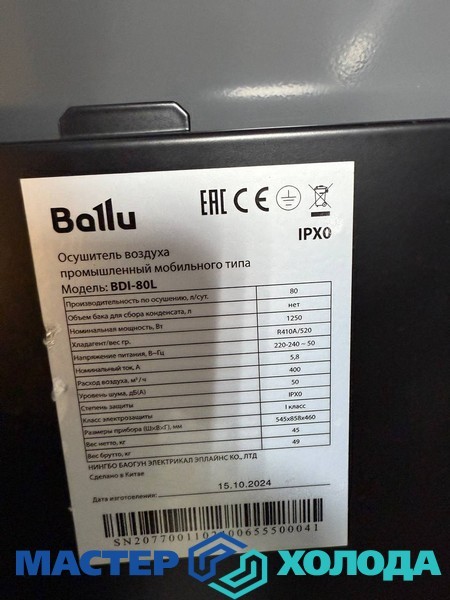 Ballu
EAC CE
IPX0
Осушитель воздуха
промышленный мобильного типа
Модель: BDI-80L
Производительность по осушению, л/сут. 80
Объем бака для сбора конденсата, л нет
Номинальная мощность, Вт 1250
Хладагент/вес гр. R410A/520
Напряжение питания, В~Гц 220-240 ~ 50
Номинальный ток, А 5,8
Расход воздуха, м³/ч 400
Уровень шума, дБ(А) 50
Степень защиты IPX0
Класс электрозащиты I класс
Размеры прибора (ШхВхГ), мм 545x858x460
Вес нетто, кг 45
Вес брутто, кг 49
НИНГБО БАОГУН ЭЛЕКТРИКАЛ ЭПЛАЙНС КО., ЛТД
Сделано в Китае
Дата изготовления: 15.10.2024
МАСТЕР ХОЛОДА